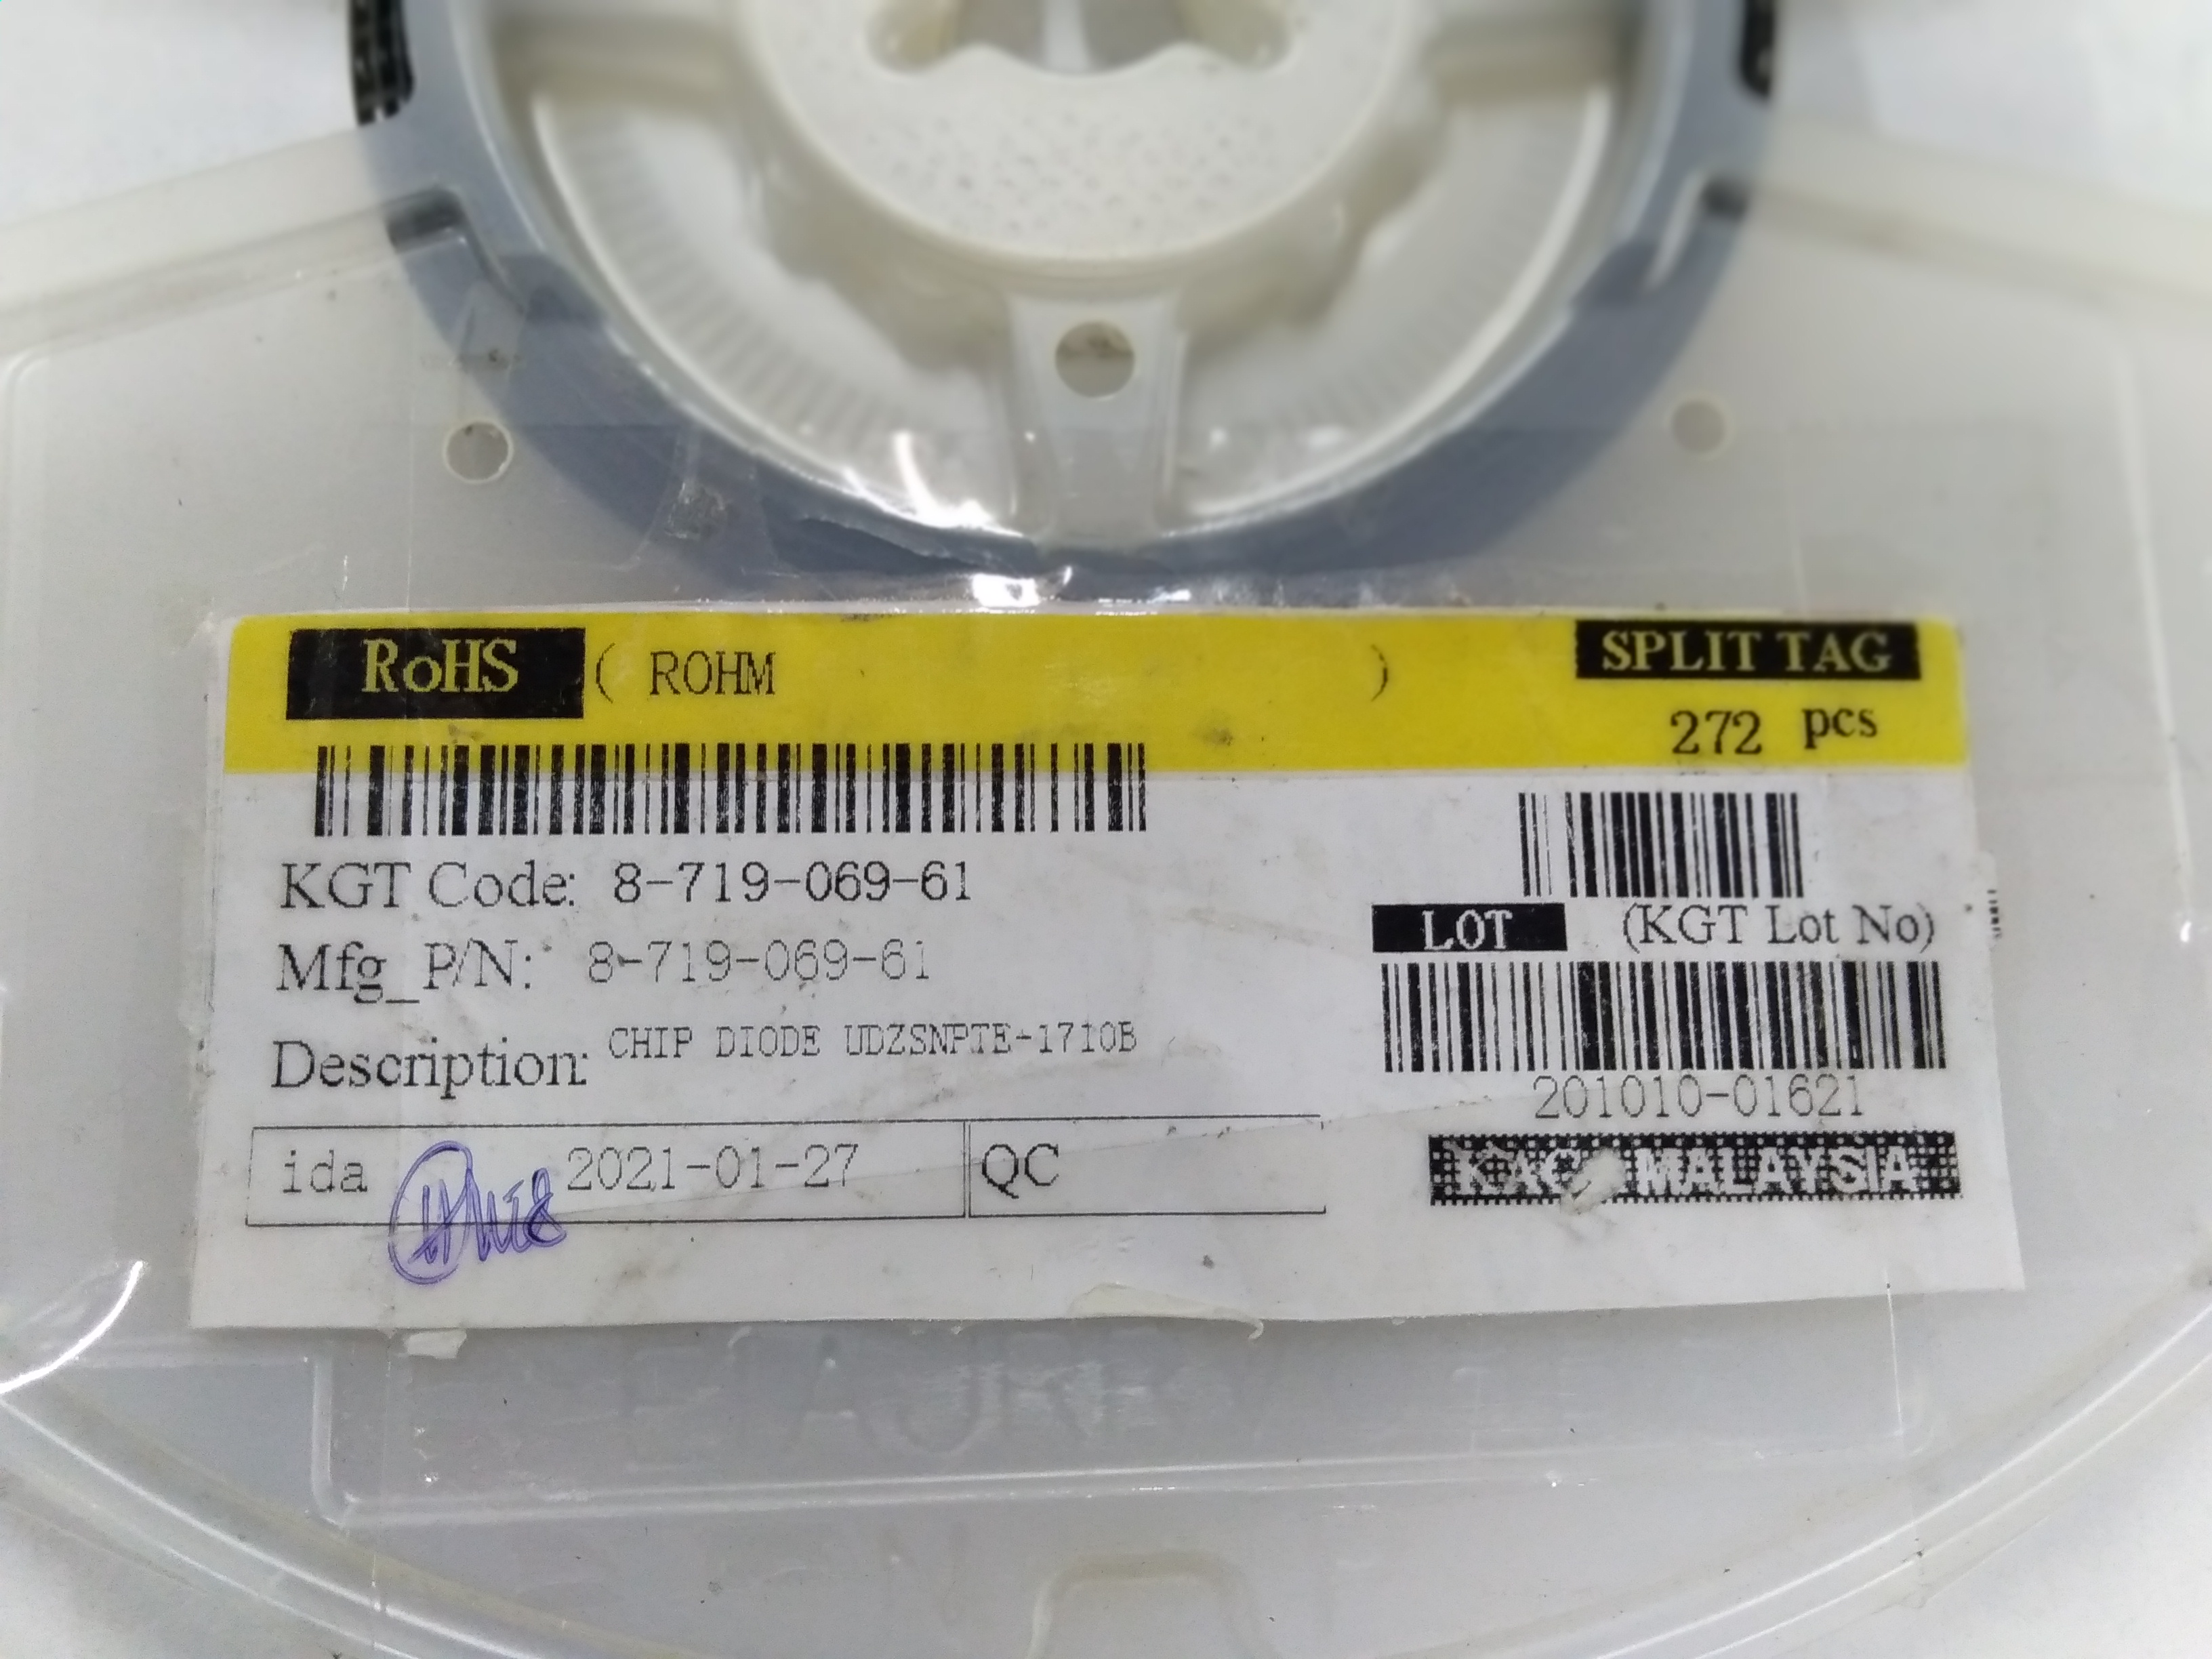 RoHS ( ROHM ) SPLIT TAG
272 pcs
KGT Code: 8-719-069-61
Mfg_P/N: 8-719-069-61
LOT (KGT Lot No)
Description: CHIP DIODE UDZSNPTE-1710B
201010-01621
ida 2021-01-27 QC
MALAYSIA